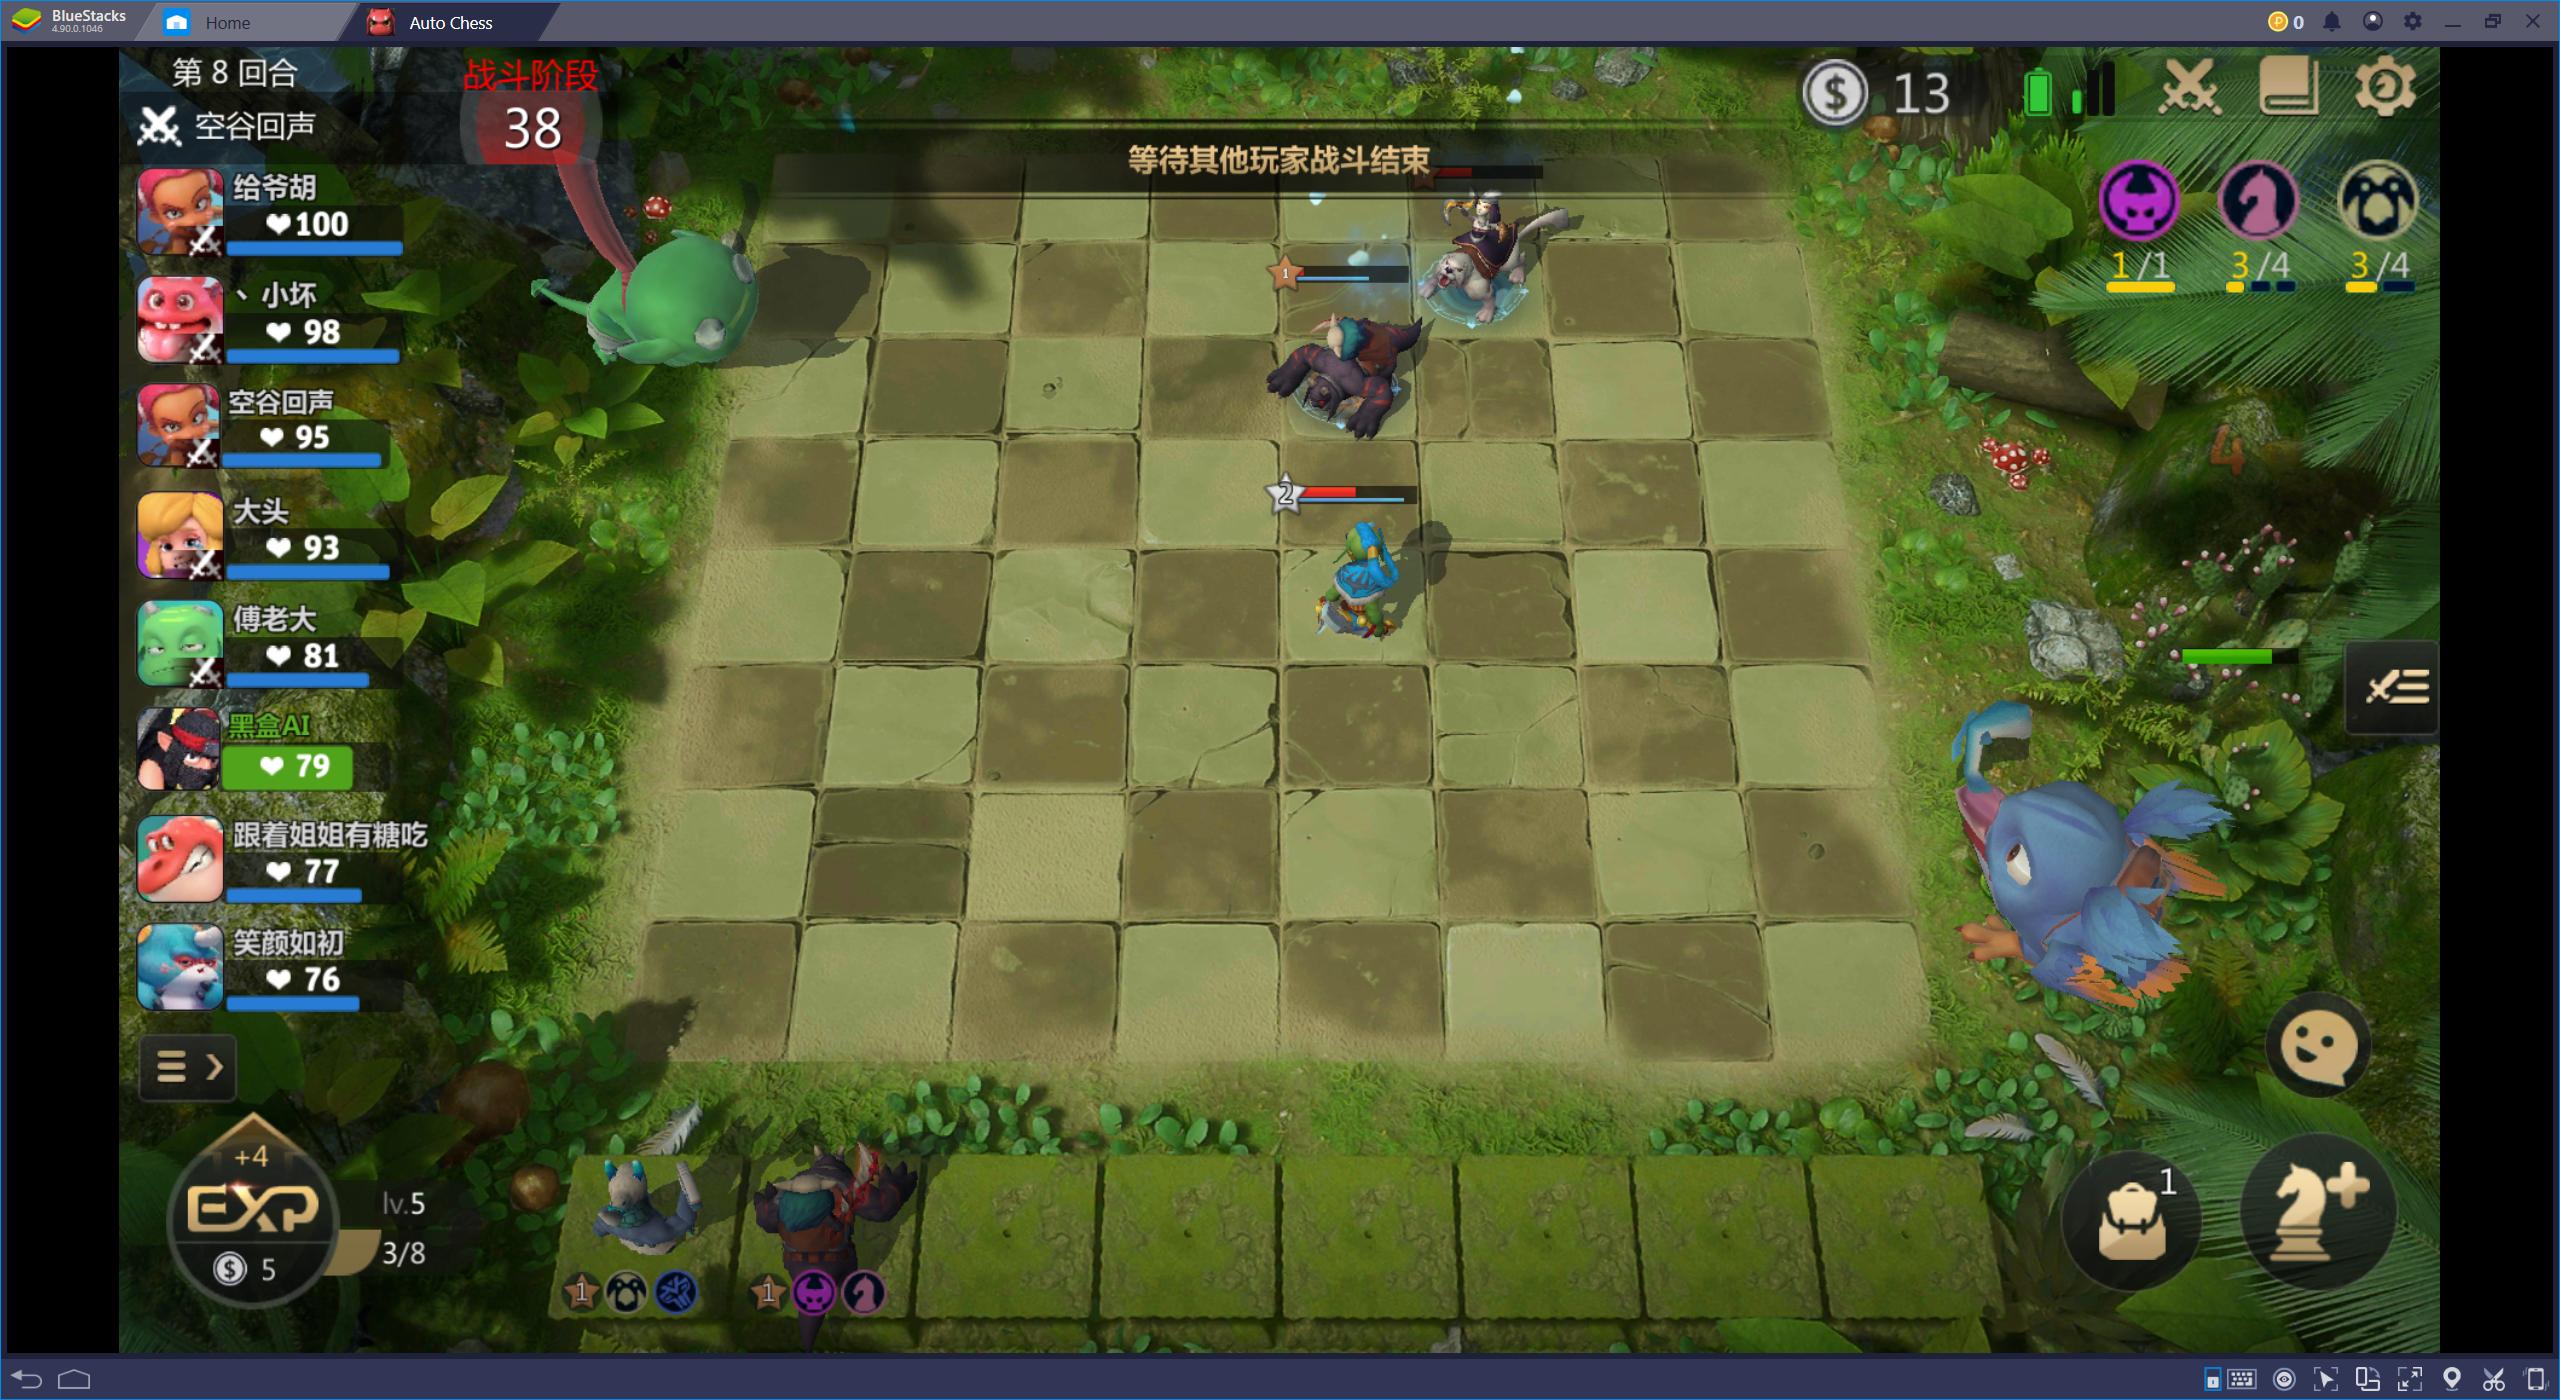 BlueStacks
4.90.0.1046
Home
Auto Chess
0
第 8 回合
战斗阶段
38
空谷回声
13
等待其他玩家战斗结束
给爷胡
100
丶小坏
98
空谷回声
95
大头
93
傅老大
81
黑盒AI
79
跟着姐姐有糖吃
77
笑颜如初
76
1/1
3/4
3/4
1
2
4
+4
EXP
5
lv.5
3/8
1
1
1